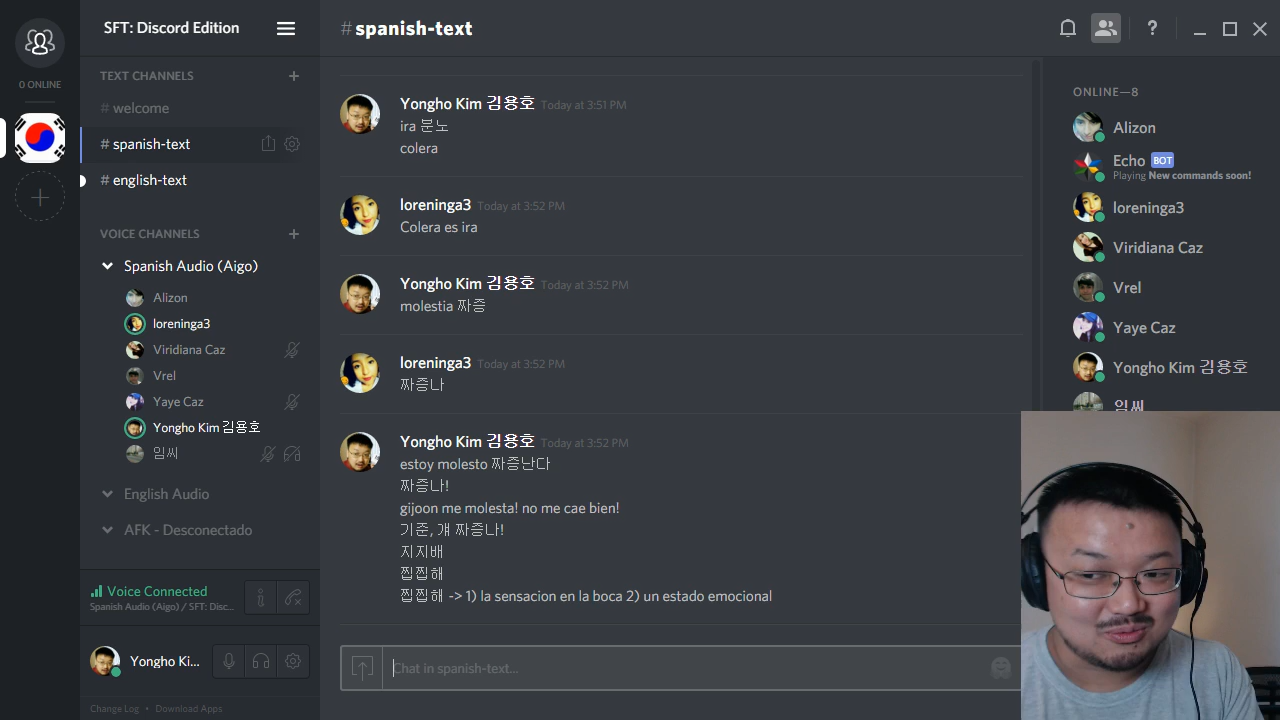 SFT: Discord Edition
0 ONLINE
TEXT CHANNELS
# welcome
# spanish-text
# english-text
VOICE CHANNELS
Spanish Audio (Aigo)
Alizon
loreninga3
Viridiana Caz
Vrel
Yaye Caz
Yongho Kim 김용호
임씨
English Audio
AFK - Desconectado
Voice Connected
Spanish Audio (Aigo) / SFT: Disc...
Yongho Ki...
Change Log • Download Apps
# spanish-text
Yongho Kim 김용호 Today at 3:51 PM
ira 분노
colera
loreninga3 Today at 3:52 PM
Colera es ira
Yongho Kim 김용호 Today at 3:52 PM
molestia 짜증
loreninga3 Today at 3:52 PM
짜증나
Yongho Kim 김용호 Today at 3:52 PM
estoy molesto 짜증난다
짜증나!
gijoon me molesta! no me cae bien!
기준, 걔 짜증나!
지지배
찝찝해
찝찝해 -> 1) la sensacion en la boca 2) un estado emocional
Chat in spanish-text...
ONLINE—8
Alizon
Echo BOT
Playing New commands soon!
loreninga3
Viridiana Caz
Vrel
Yaye Caz
Yongho Kim 김용호
임씨